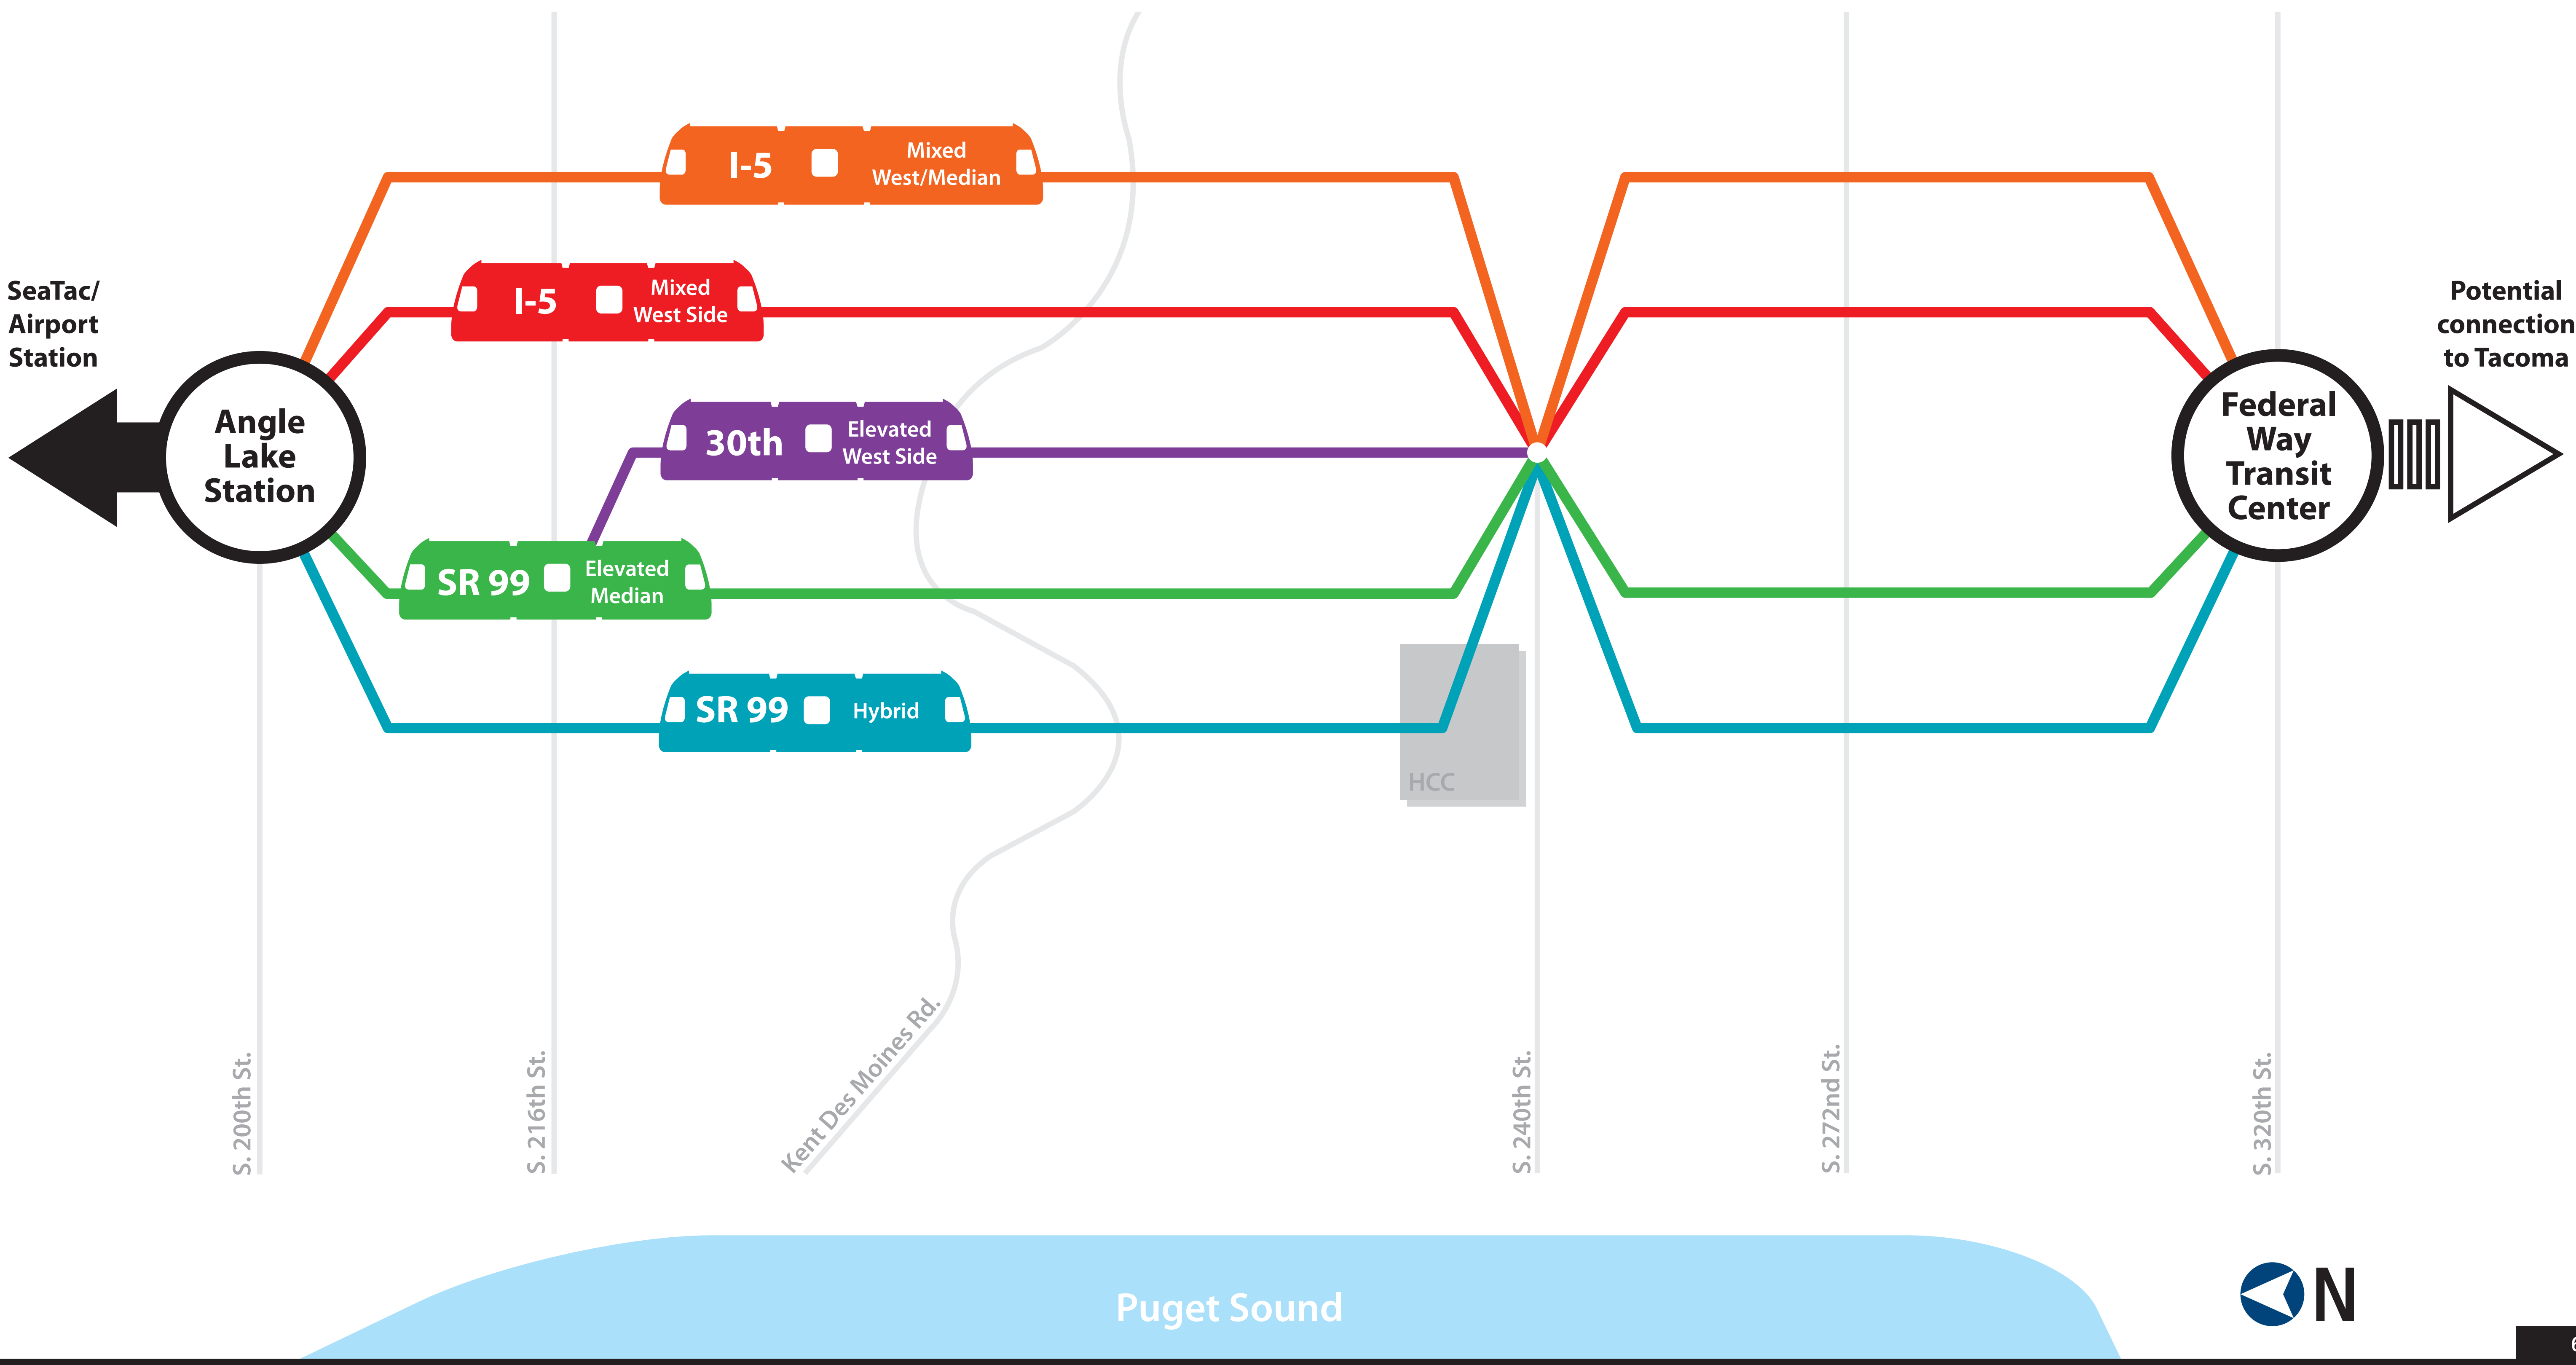 I-5
Mixed
West/Median
SeaTac/
Airport
Station
I-5
Mixed
West Side
Potential
connection
to Tacoma
Angle
Lake
Station
30th
Elevated
West Side
Federal
Way
Transit
Center
SR 99
Elevated
Median
SR 99
Hybrid
HCC
S. 200th St.
S. 216th St.
Kent Des Moines Rd.
S. 240th St.
S. 272nd St.
S. 320th St.
Puget Sound
N